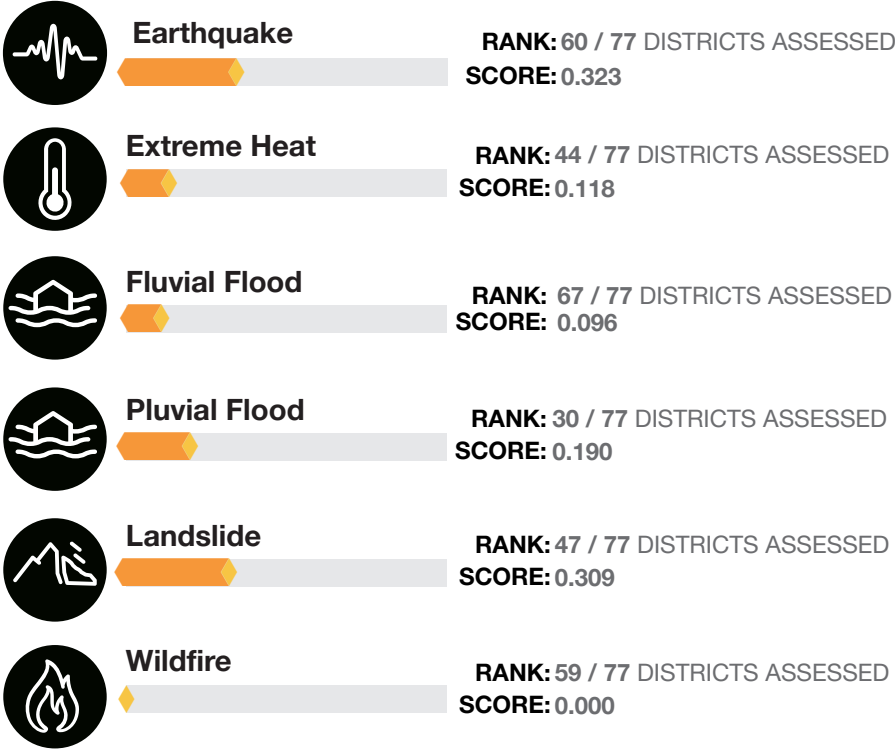 Earthquake
RANK: 60 / 77 DISTRICTS ASSESSED
SCORE: 0.323
Extreme Heat
RANK: 44 / 77 DISTRICTS ASSESSED
SCORE: 0.118
Fluvial Flood
RANK: 67 / 77 DISTRICTS ASSESSED
SCORE: 0.096
Pluvial Flood
RANK: 30 / 77 DISTRICTS ASSESSED
SCORE: 0.190
Landslide
RANK: 47 / 77 DISTRICTS ASSESSED
SCORE: 0.309
Wildfire
RANK: 59 / 77 DISTRICTS ASSESSED
SCORE: 0.000